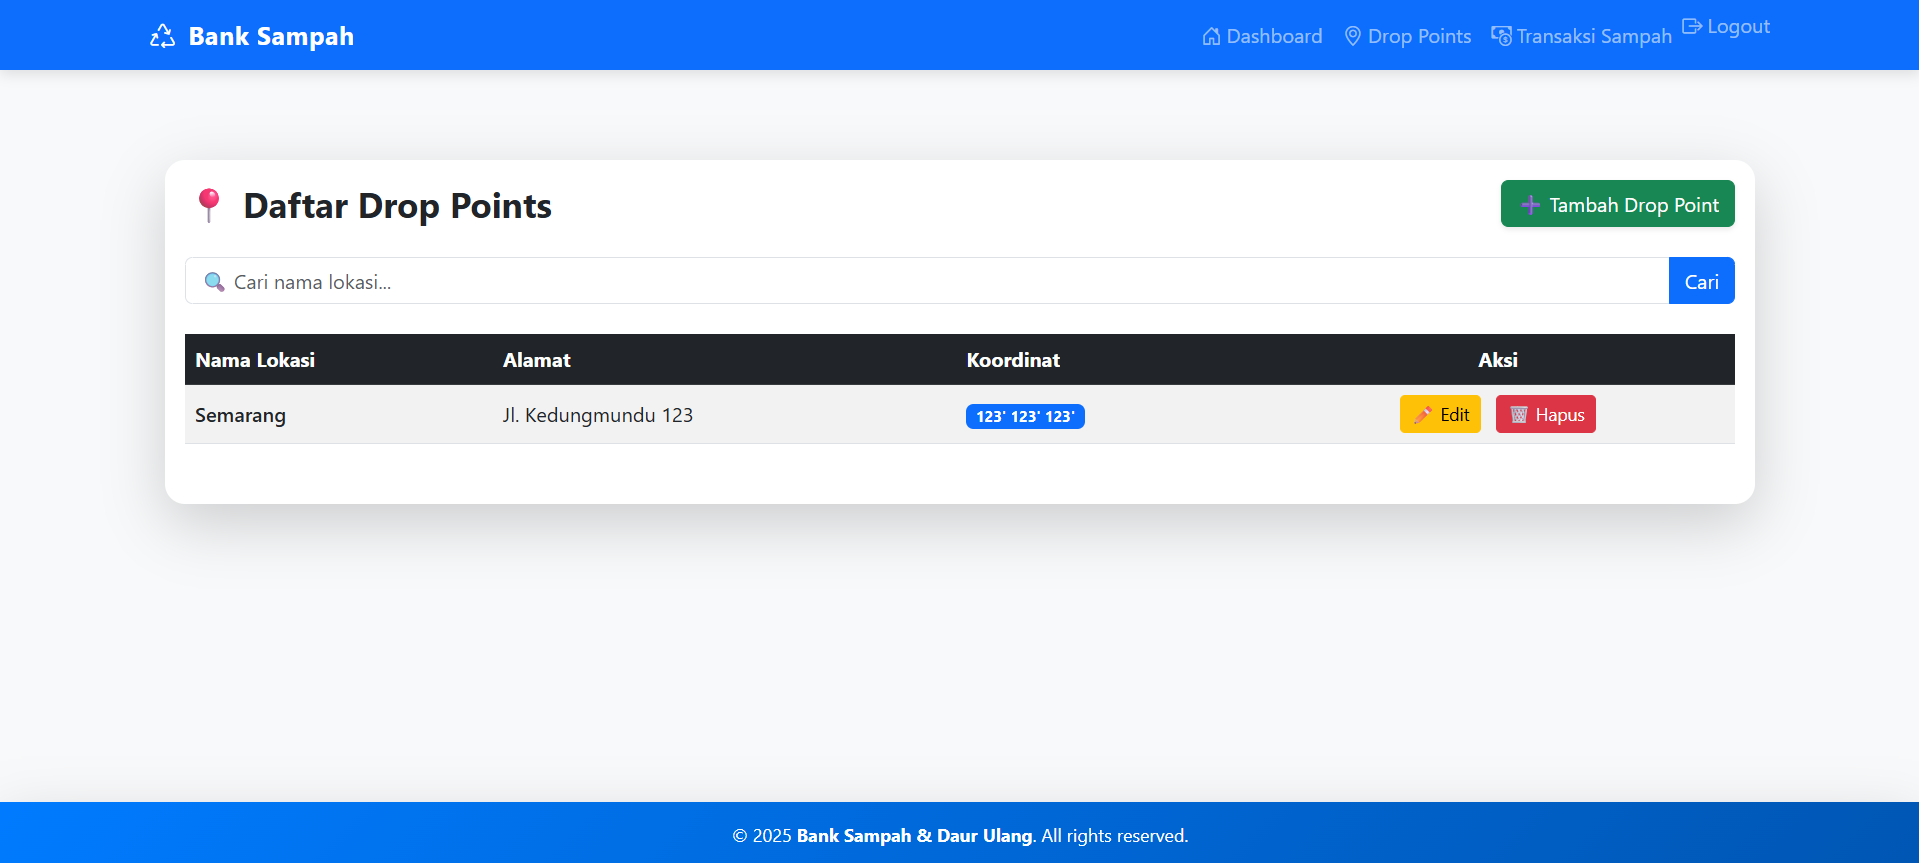 Bank Sampah
Dashboard Drop Points Transaksi Sampah Logout
Daftar Drop Points
Tambah Drop Point
Cari nama lokasi...
Cari
Nama Lokasi Alamat Koordinat Aksi
Semarang Jl. Kedungmundu 123 123' 123' 123' Edit Hapus
© 2025 Bank Sampah & Daur Ulang. All rights reserved.